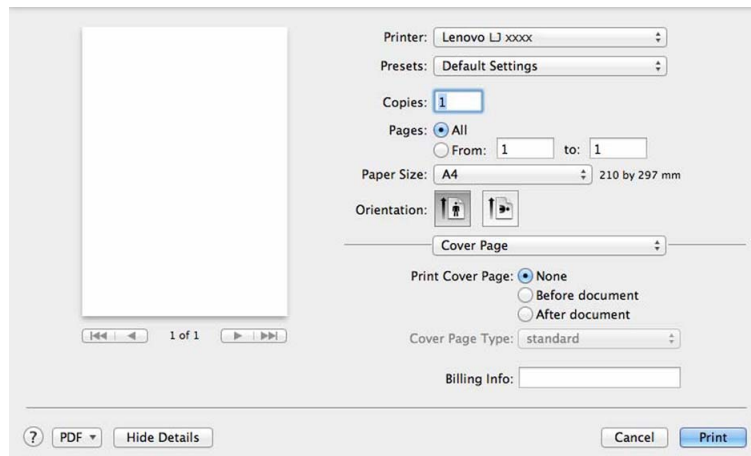 Printer: Lenovo LJ xxxx
Presets: Default Settings
Copies: 1
Pages: All
From: 1 to: 1
Paper Size: A4 210 by 297 mm
Orientation:
Cover Page
Print Cover Page: None
Before document
After document
1 of 1
Cover Page Type: standard
Billing Info:
? PDF Hide Details Cancel Print